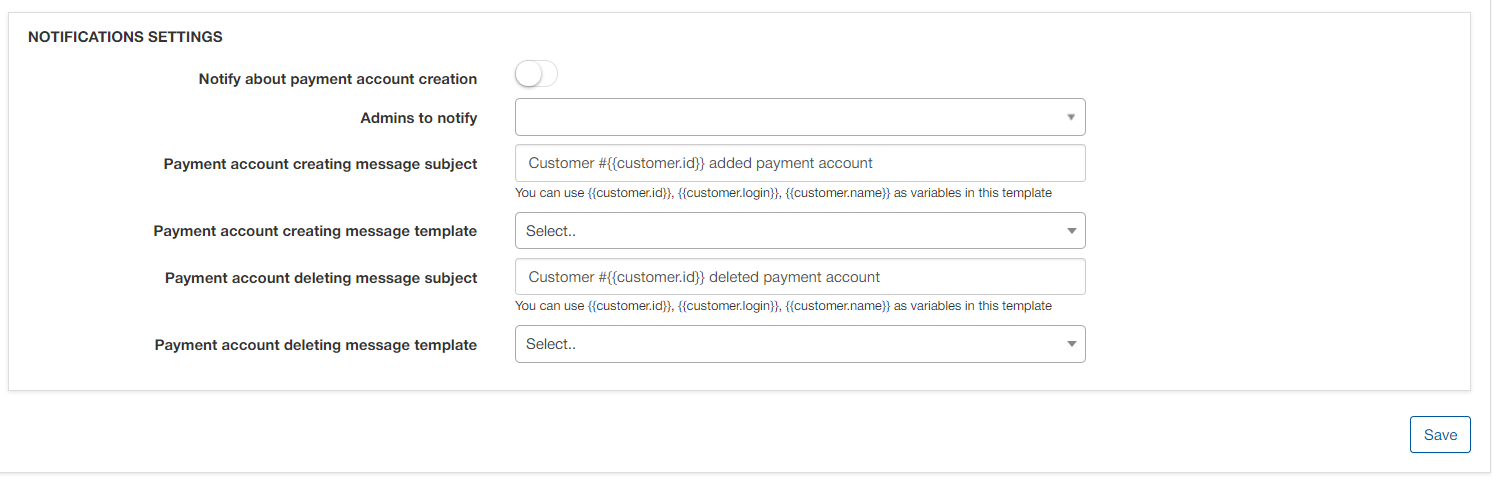 NOTIFICATIONS SETTINGS
Notify about payment account creation
Admins to notify
Payment account creating message subject
Customer #{{customer.id}} added payment account
You can use {{customer.id}}, {{customer.login}}, {{customer.name}} as variables in this template
Payment account creating message template
Select..
Payment account deleting message subject
Customer #{{customer.id}} deleted payment account
You can use {{customer.id}}, {{customer.login}}, {{customer.name}} as variables in this template
Payment account deleting message template
Select..
Save